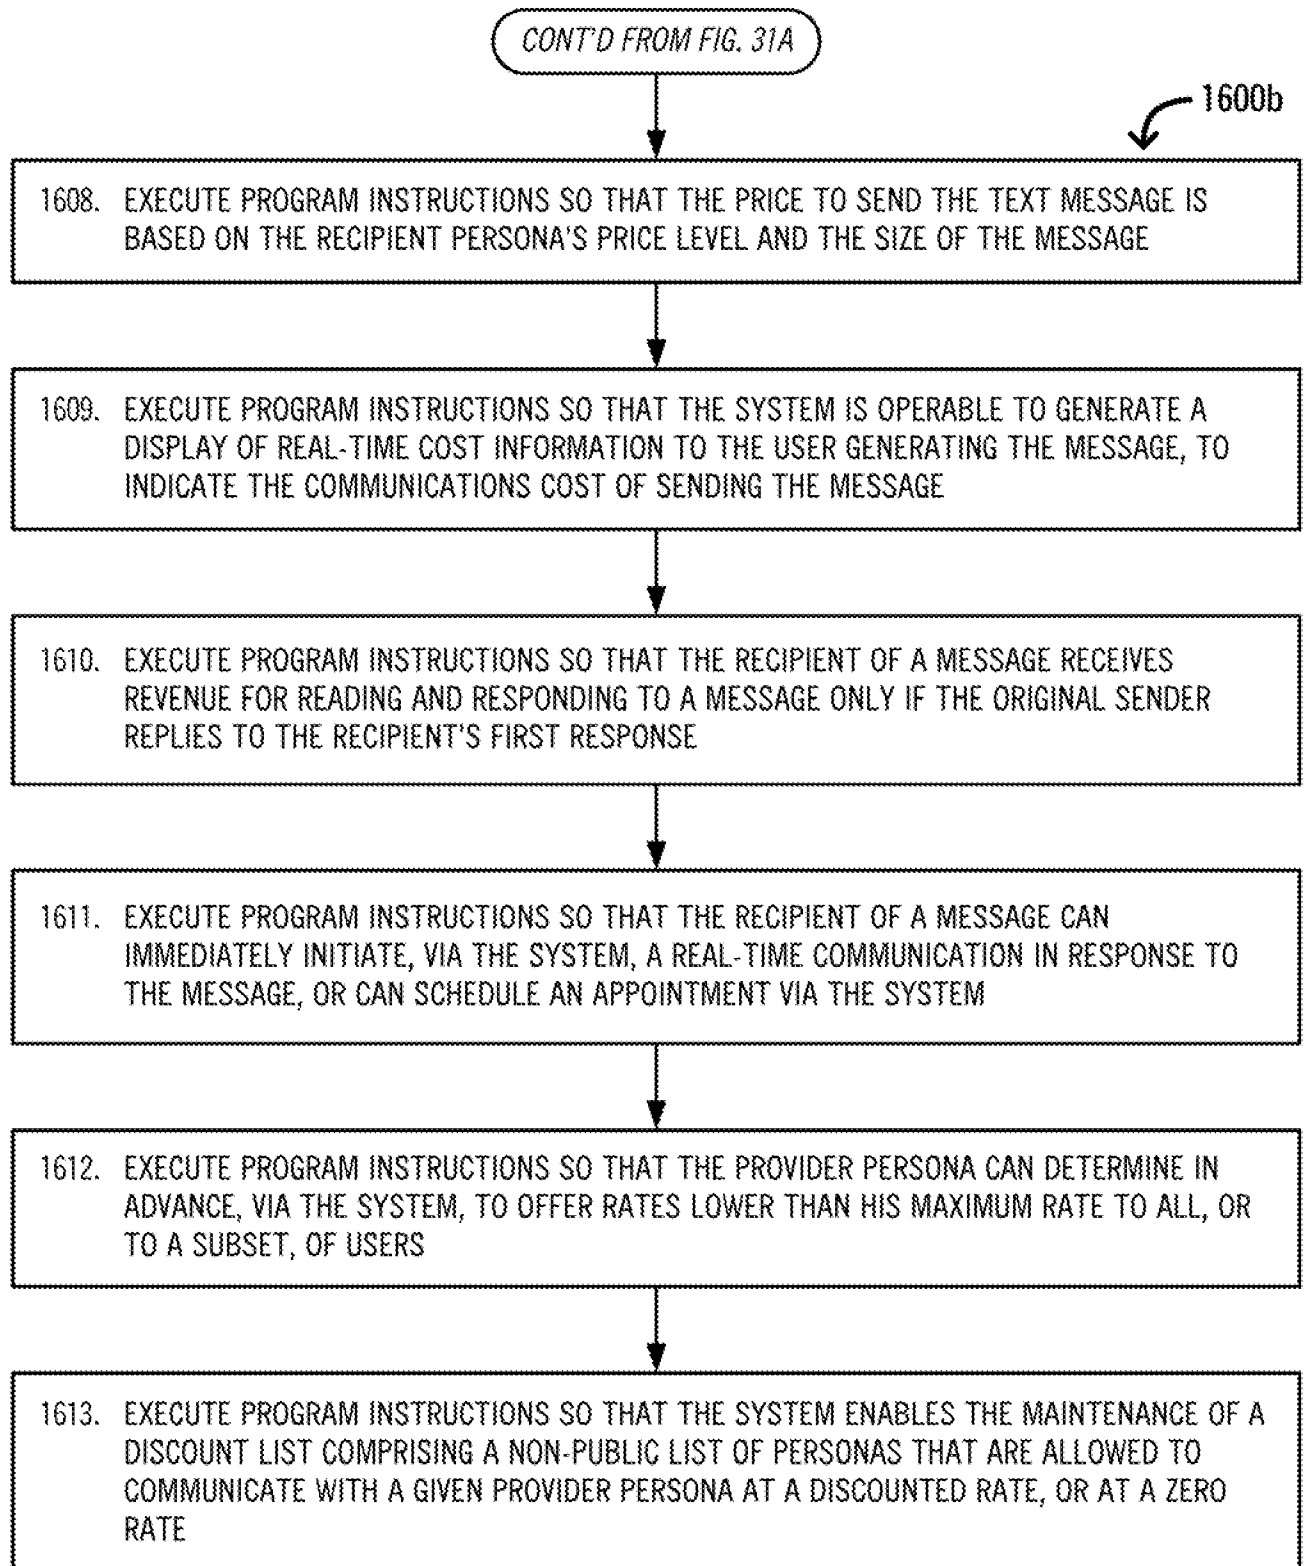 CONT'D FROM FIG. 31A
1600b
1608. EXECUTE PROGRAM INSTRUCTIONS SO THAT THE PRICE TO SEND THE TEXT MESSAGE IS
BASED ON THE RECIPIENT PERSONA'S PRICE LEVEL AND THE SIZE OF THE MESSAGE
1609. EXECUTE PROGRAM INSTRUCTIONS SO THAT THE SYSTEM IS OPERABLE TO GENERATE A
DISPLAY OF REAL-TIME COST INFORMATION TO THE USER GENERATING THE MESSAGE, TO
INDICATE THE COMMUNICATIONS COST OF SENDING THE MESSAGE
1610. EXECUTE PROGRAM INSTRUCTIONS SO THAT THE RECIPIENT OF A MESSAGE RECEIVES
REVENUE FOR READING AND RESPONDING TO A MESSAGE ONLY IF THE ORIGINAL SENDER
REPLIES TO THE RECIPIENT'S FIRST RESPONSE
1611. EXECUTE PROGRAM INSTRUCTIONS SO THAT THE RECIPIENT OF A MESSAGE CAN
IMMEDIATELY INITIATE, VIA THE SYSTEM, A REAL-TIME COMMUNICATION IN RESPONSE TO
THE MESSAGE, OR CAN SCHEDULE AN APPOINTMENT VIA THE SYSTEM
1612. EXECUTE PROGRAM INSTRUCTIONS SO THAT THE PROVIDER PERSONA CAN DETERMINE IN
ADVANCE, VIA THE SYSTEM, TO OFFER RATES LOWER THAN HIS MAXIMUM RATE TO ALL, OR
TO A SUBSET, OF USERS
1613. EXECUTE PROGRAM INSTRUCTIONS SO THAT THE SYSTEM ENABLES THE MAINTENANCE OF A
DISCOUNT LIST COMPRISING A NON-PUBLIC LIST OF PERSONAS THAT ARE ALLOWED TO
COMMUNICATE WITH A GIVEN PROVIDER PERSONA AT A DISCOUNTED RATE, OR AT A ZERO
RATE